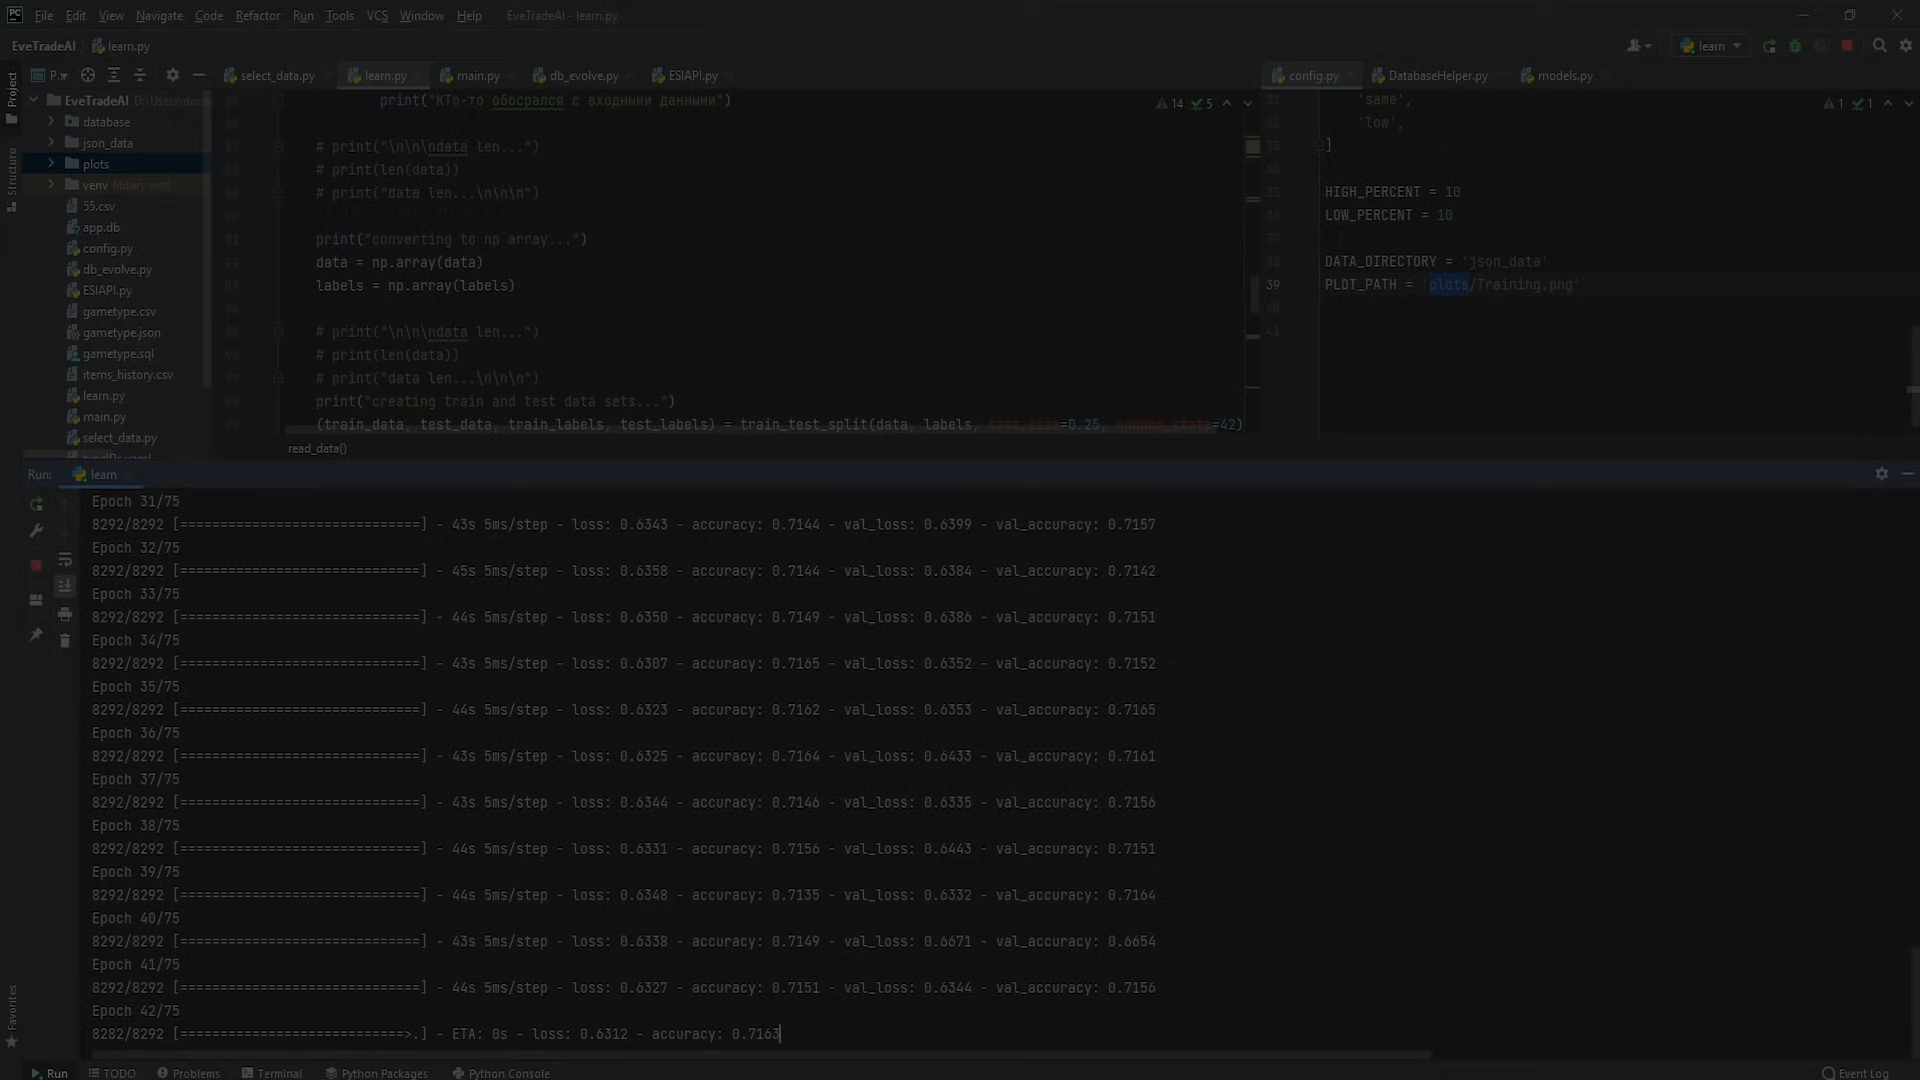 File Edit View Navigate Code Refactor Run Tools VCS Window Help EveTradeAI - learn.py
EveTradeAI learn.py
learn
Project
Structure
Favorites
P..
select_data.py learn.py main.py db_evolve.py ESIAPI.py
config.py DatabaseHelper.py models.py
EveTradeAI
database
json_data
plots
venv library root
55.csv
app.db
config.py
db_evolve.py
ESIAPI.py
gametype.csv
gametype.json
gametype.sql
items_history.csv
learn.py
main.py
select_data.py
14 5
print("КТо-то обосрался с входными данными")
# print("\n\n\ndata len...")
# print(len(data))
# print("data len...\n\n\n")
print("converting to np array...")
data = np.array(data)
labels = np.array(labels)
# print("\n\n\ndata len...")
# print(len(data))
# print("data len...\n\n\n")
print("creating train and test data sets...")
(train_data, test_data, train_labels, test_labels) = train_test_split(data, labels, test_size=0.25, random_state=42)
read_data()
1 1
'same',
'low',
]
HIGH_PERCENT = 10
LOW_PERCENT = 10
DATA_DIRECTORY = 'json_data'
39 PLOT_PATH = 'plots/Training.png'
Run: learn
Epoch 31/75
8292/8292 [==============================] - 43s 5ms/step - loss: 0.6343 - accuracy: 0.7144 - val_loss: 0.6399 - val_accuracy: 0.7157
Epoch 32/75
8292/8292 [==============================] - 45s 5ms/step - loss: 0.6358 - accuracy: 0.7144 - val_loss: 0.6384 - val_accuracy: 0.7142
Epoch 33/75
8292/8292 [==============================] - 44s 5ms/step - loss: 0.6350 - accuracy: 0.7149 - val_loss: 0.6386 - val_accuracy: 0.7151
Epoch 34/75
8292/8292 [==============================] - 43s 5ms/step - loss: 0.6307 - accuracy: 0.7165 - val_loss: 0.6352 - val_accuracy: 0.7152
Epoch 35/75
8292/8292 [==============================] - 44s 5ms/step - loss: 0.6323 - accuracy: 0.7162 - val_loss: 0.6353 - val_accuracy: 0.7165
Epoch 36/75
8292/8292 [==============================] - 43s 5ms/step - loss: 0.6325 - accuracy: 0.7164 - val_loss: 0.6433 - val_accuracy: 0.7161
Epoch 37/75
8292/8292 [==============================] - 43s 5ms/step - loss: 0.6344 - accuracy: 0.7146 - val_loss: 0.6335 - val_accuracy: 0.7156
Epoch 38/75
8292/8292 [==============================] - 44s 5ms/step - loss: 0.6331 - accuracy: 0.7156 - val_loss: 0.6443 - val_accuracy: 0.7151
Epoch 39/75
8292/8292 [==============================] - 44s 5ms/step - loss: 0.6348 - accuracy: 0.7135 - val_loss: 0.6332 - val_accuracy: 0.7164
Epoch 40/75
8292/8292 [==============================] - 43s 5ms/step - loss: 0.6338 - accuracy: 0.7149 - val_loss: 0.6671 - val_accuracy: 0.6654
Epoch 41/75
8292/8292 [==============================] - 44s 5ms/step - loss: 0.6327 - accuracy: 0.7151 - val_loss: 0.6344 - val_accuracy: 0.7156
Epoch 42/75
8282/8292 [============================>.] - ETA: 0s - loss: 0.6312 - accuracy: 0.7163
Run TODO Problems Terminal Python Packages Python Console Event Log